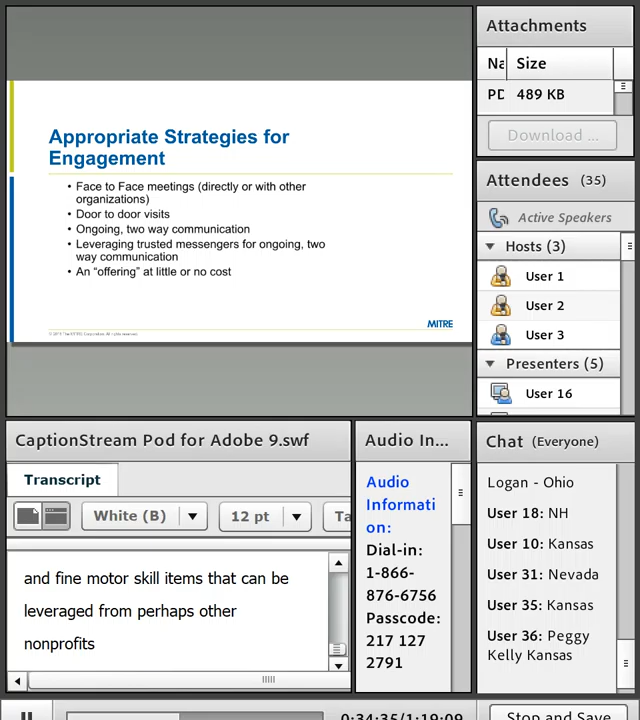 Appropriate Strategies for
Engagement
• Face to Face meetings (directly or with other
organizations)
• Door to door visits
• Ongoing, two way communication
• Leveraging trusted messengers for ongoing, two
way communication
• An “offering” at little or no cost
MITRE
Attachments
Na Size
PD 489 KB
Download ...
Attendees (35)
Active Speakers
Hosts (3)
User 1
User 2
User 3
Presenters (5)
User 16
CaptionStream Pod for Adobe 9.swf
Transcript
White (B) 12 pt Ta
and fine motor skill items that can be
leveraged from perhaps other
nonprofits
Audio In...
Audio
Informati
on:
Dial-in:
1-866-
876-6756
Passcode:
217 127
2791
Chat (Everyone)
Logan - Ohio
User 18: NH
User 10: Kansas
User 31: Nevada
User 35: Kansas
User 36: Peggy
Kelly Kansas
0:34:35/1:19:09
Stop and Save